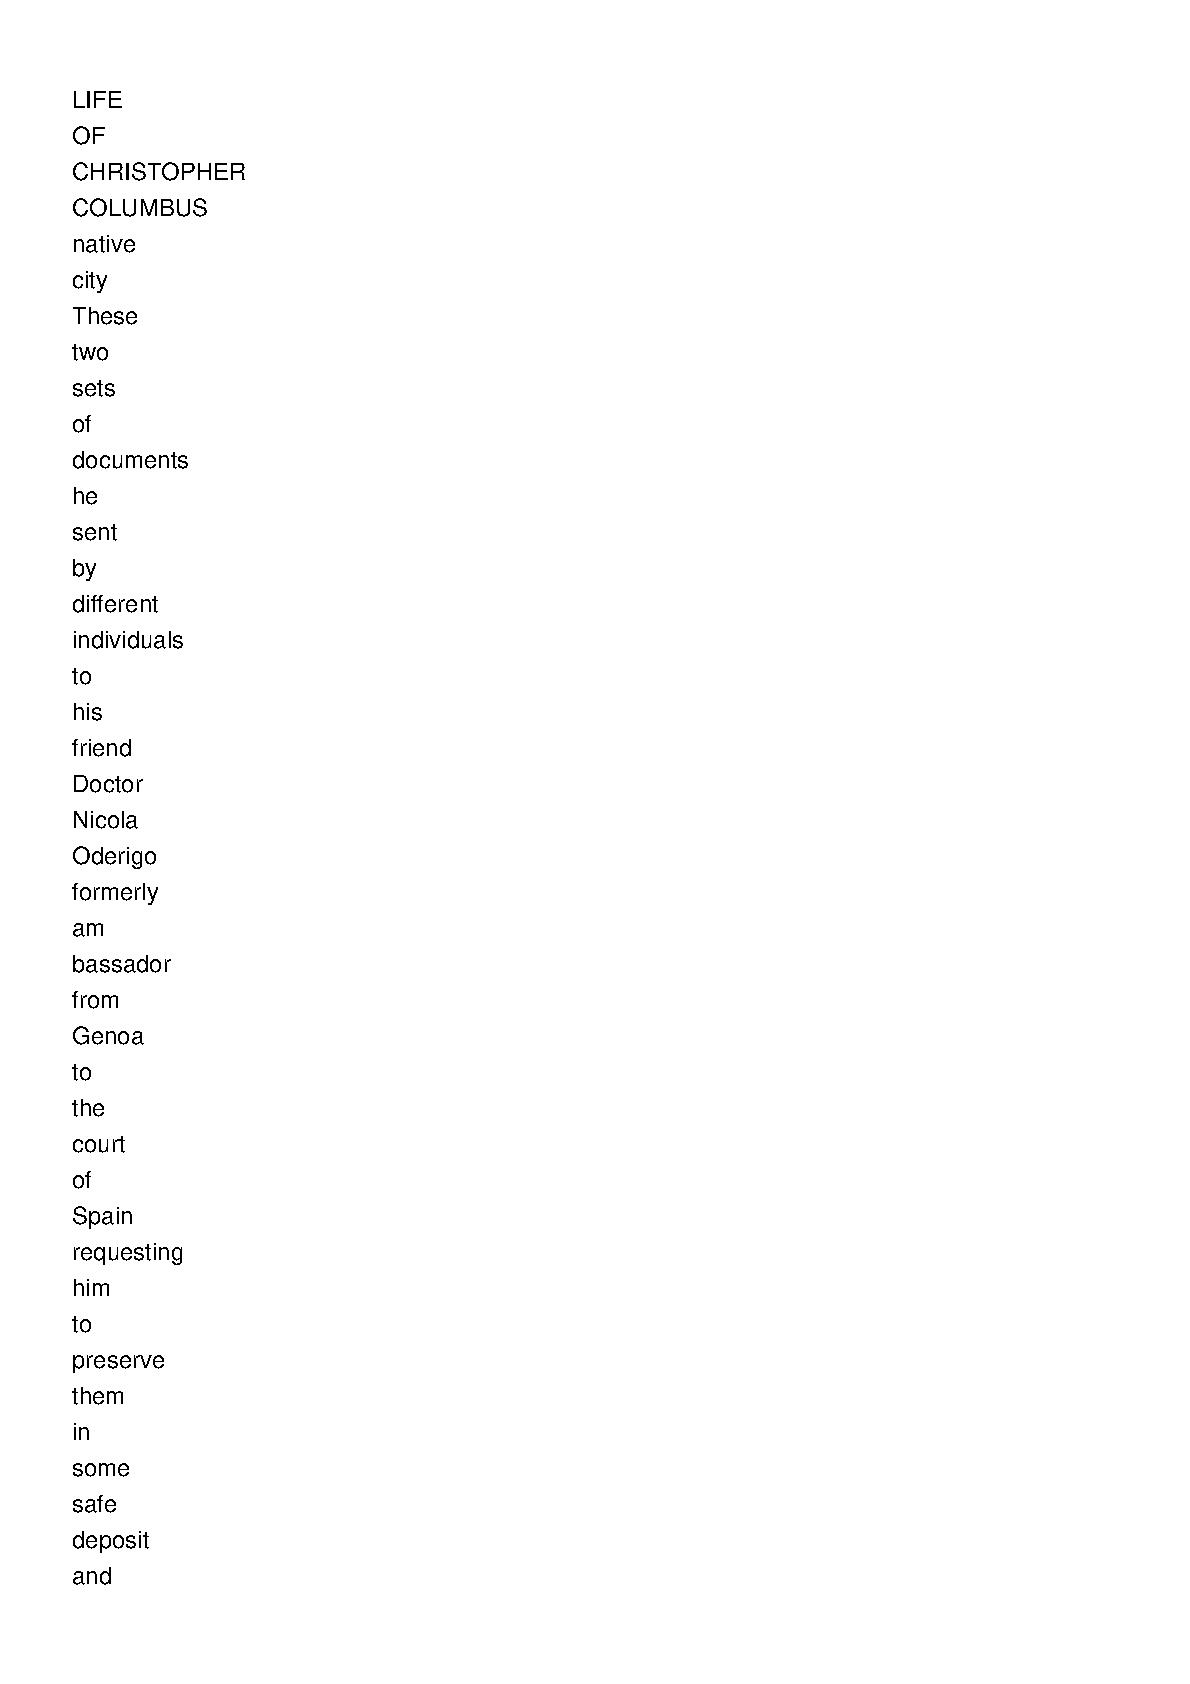 LIFE
OF
CHRISTOPHER
COLUMBUS
native
city
These
two
sets
of
documents
he
sent
by
different
individuals
to
his
friend
Doctor
Nicola
Oderigo
formerly
am
bassador
from
Genoa
to
the
court
of
Spain
requesting
him
to
preserve
them
in
some
safe
deposit
and